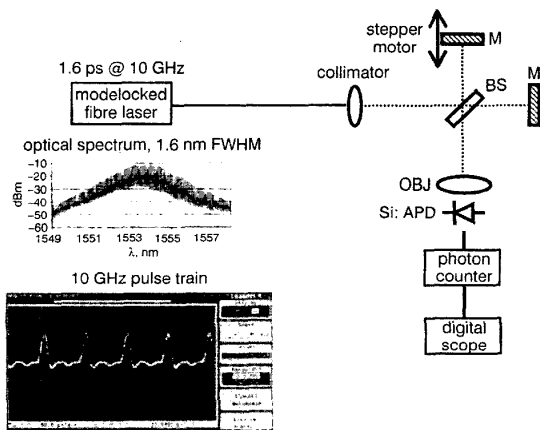 stepper
motor
M
1.6 ps @ 10 GHz
collimator
BS
M
modelocked
fibre laser
optical spectrum, 1.6 nm FWHM
OBJ
Si: APD
−10
−20
−30
−40
−50
−60
dBm
1549 1551 1553 1555 1557
λ, nm
photon
counter
10 GHz pulse train
digital
scope